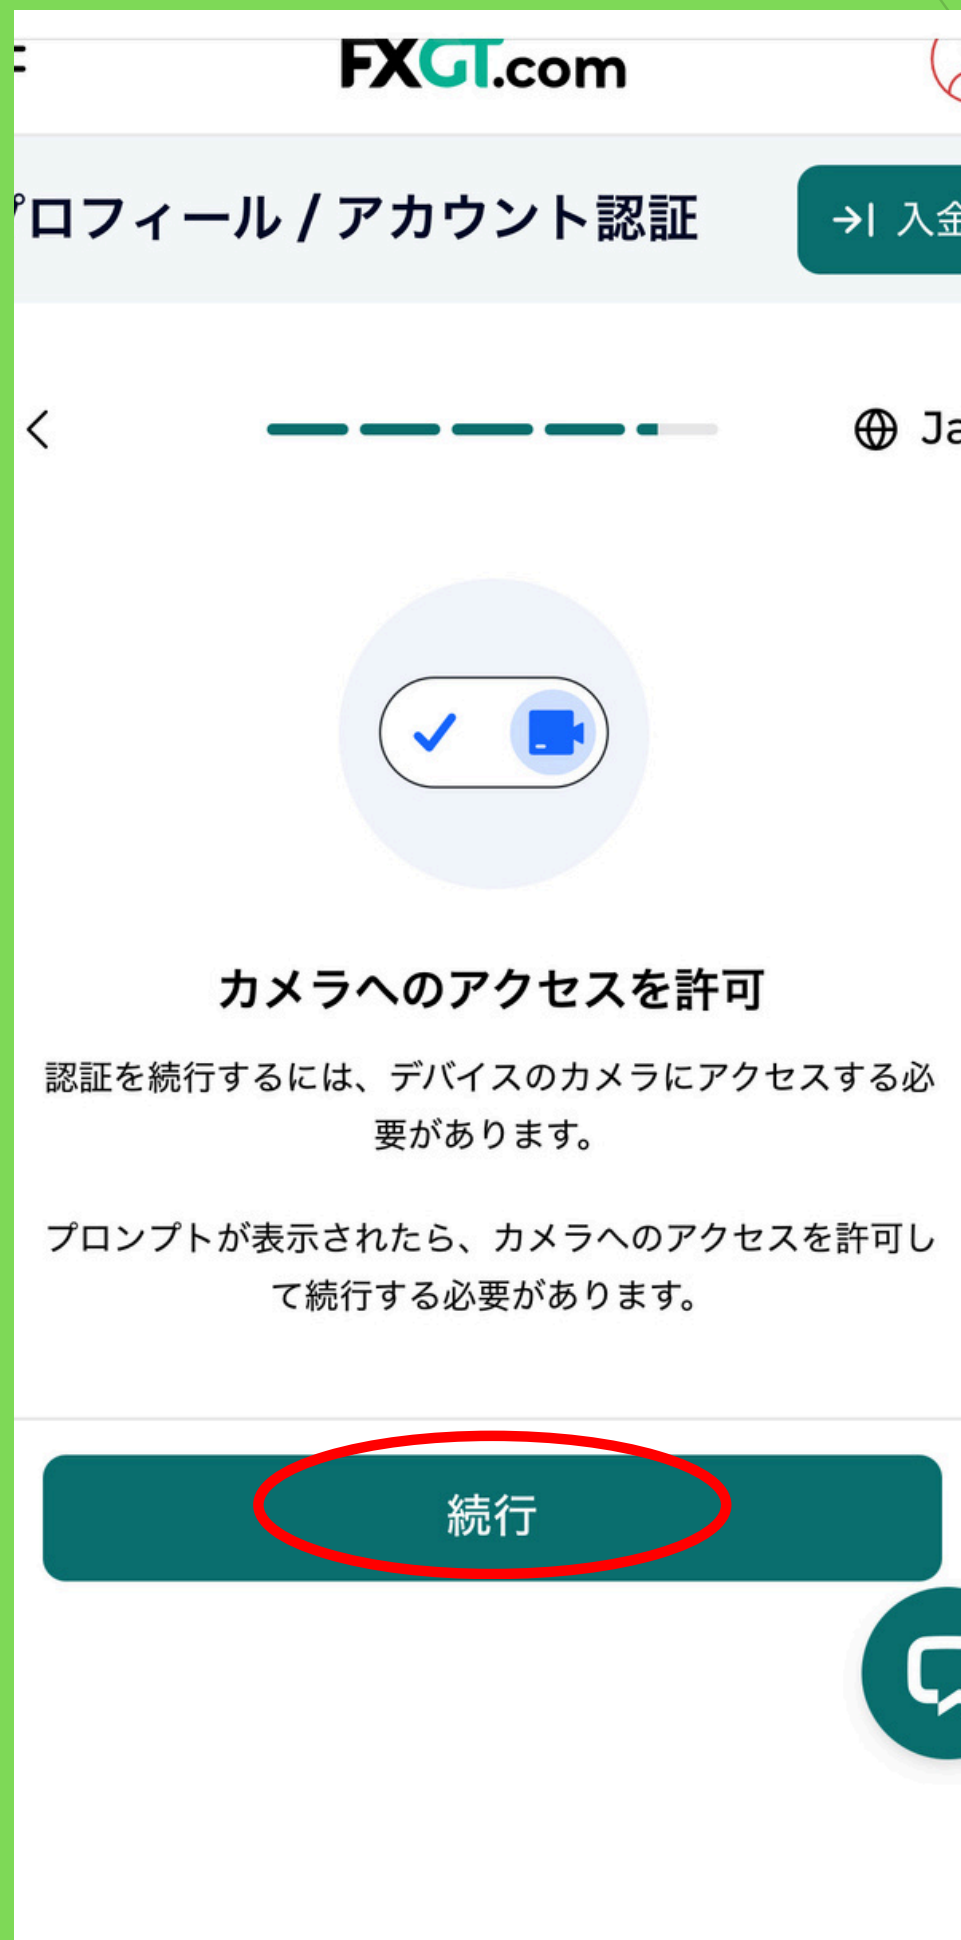 FXGT.com
プロフィール / アカウント認証
入金
Ja
カメラへのアクセスを許可
認証を続行するには、デバイスのカメラにアクセスする必
要があります。
プロンプトが表示されたら、カメラへのアクセスを許可し
て続行する必要があります。
続行